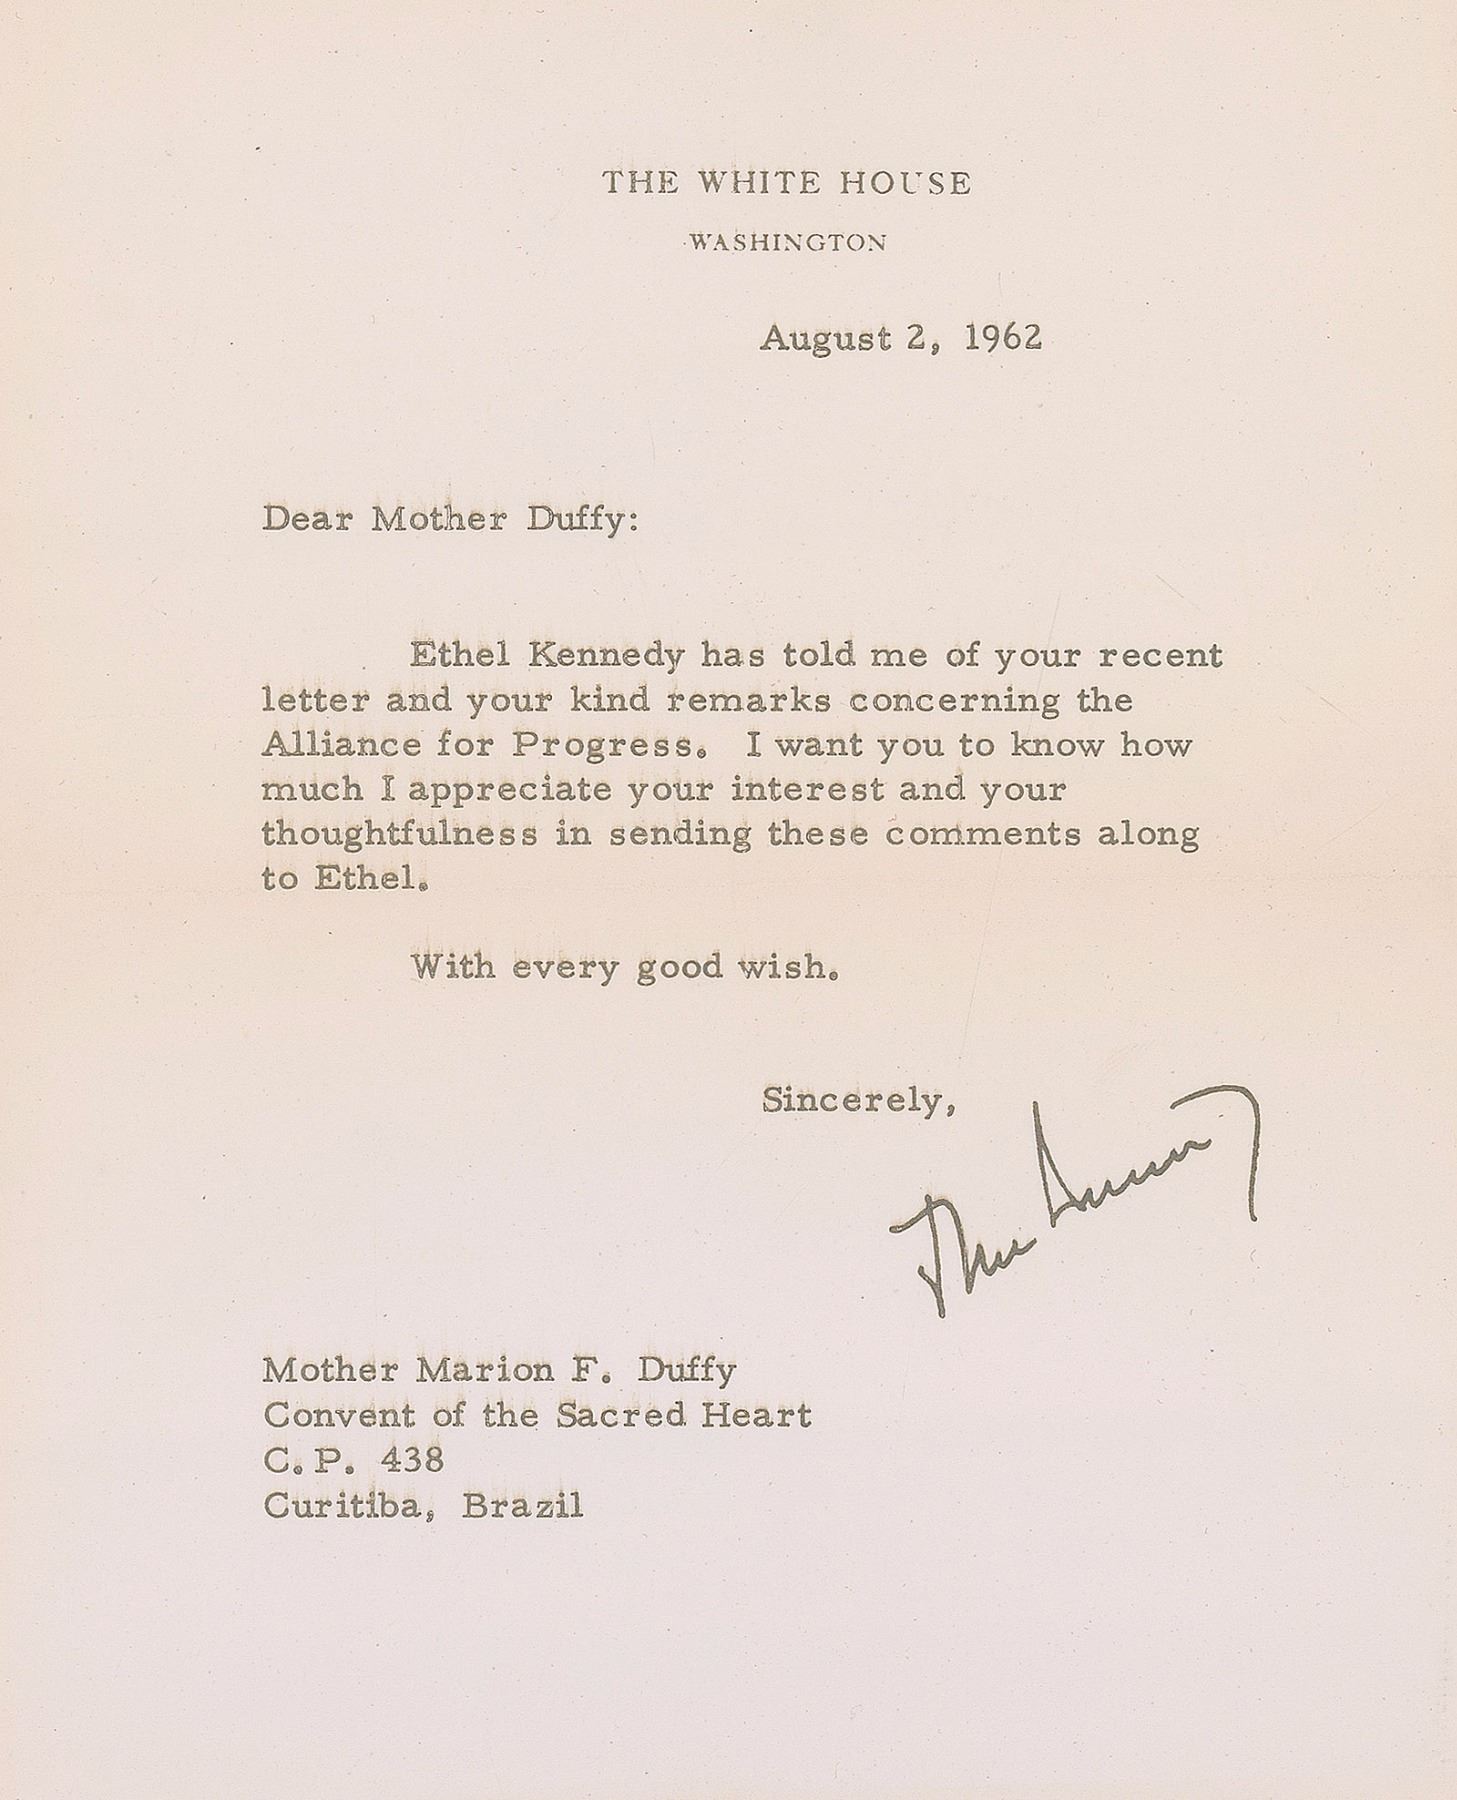 THE WHITE HOUSE
WASHINGTON
August 2, 1962
Dear Mother Duffy:
Ethel Kennedy has told me of your recent
letter and your kind remarks concerning the
Alliance for Progress. I want you to know how
much I appreciate your interest and your
thoughtfulness in sending these comments along
to Ethel.
With every good wish.
Sincerely,
Mother Marion F. Duffy
Convent of the Sacred Heart
C. P. 438
Curitiba, Brazil